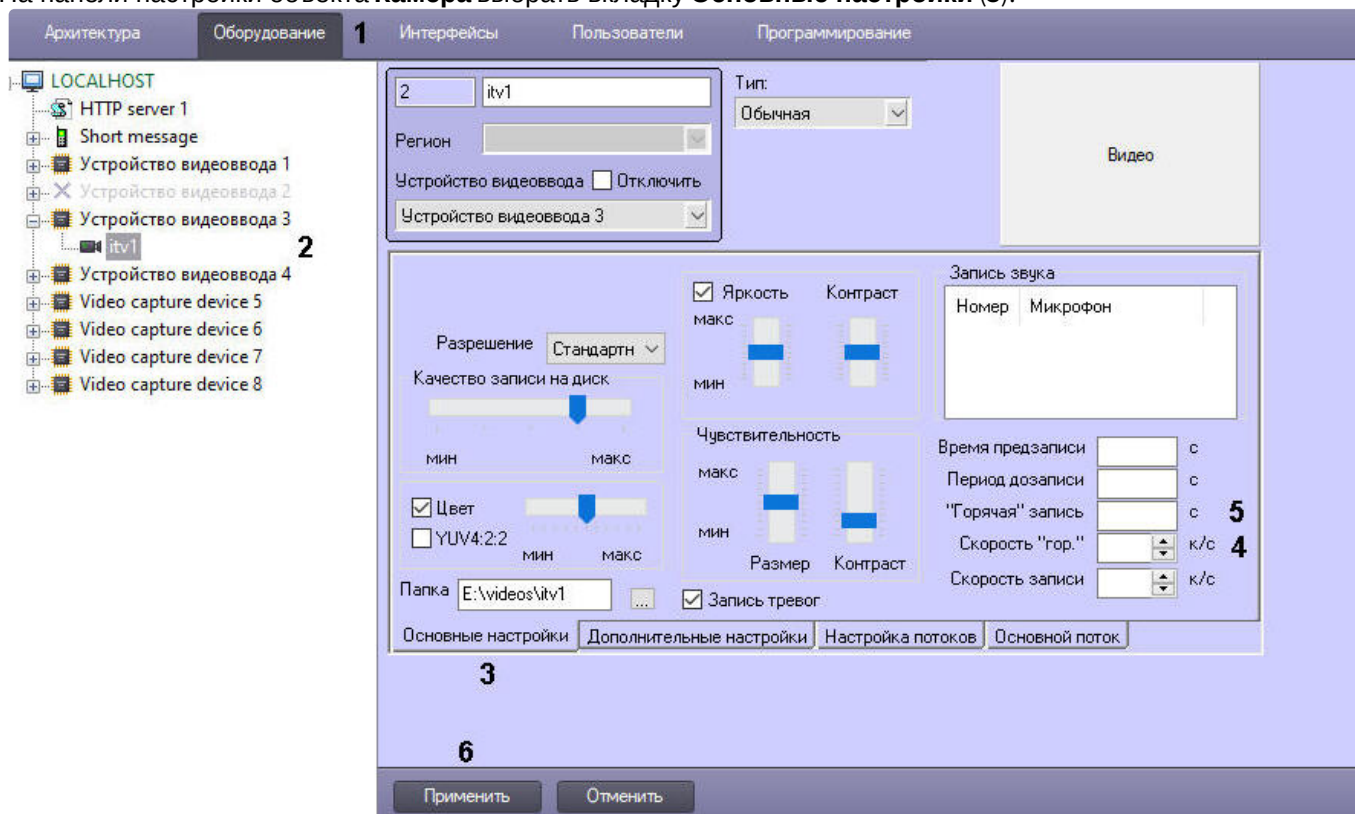 На панели настройки объекта Камера выбрать вкладку Основные настройки (3).
Архитектура Оборудование 1 Интерфейсы Пользователи Программирование
LOCALHOST
HTTP server 1
Short message
Устройство видеоввода 1
Устройство видеоввода 2
Устройство видеоввода 3
itv1 2
Устройство видеоввода 4
Video capture device 5
Video capture device 6
Video capture device 7
Video capture device 8
2 itv1
Тип:
Обычная
Регион
Устройство видеоввода Отключить
Устройство видеоввода 3
Видео
Разрешение Стандартн
Качество записи на диск
мин макс
Цвет
YUV4:2:2
мин макс
Папка E:\videos\itv1 ...
Яркость Контраст
макс
мин
Чувствительность
макс
мин
Размер Контраст
Запись тревог
Запись звука
Номер Микрофон
Время предзаписи с
Период дозаписи с
"Горячая" запись с 5
Скорость "гор." к/с 4
Скорость записи к/с
Основные настройки Дополнительные настройки Настройка потоков Основной поток
3
6
Применить Отменить